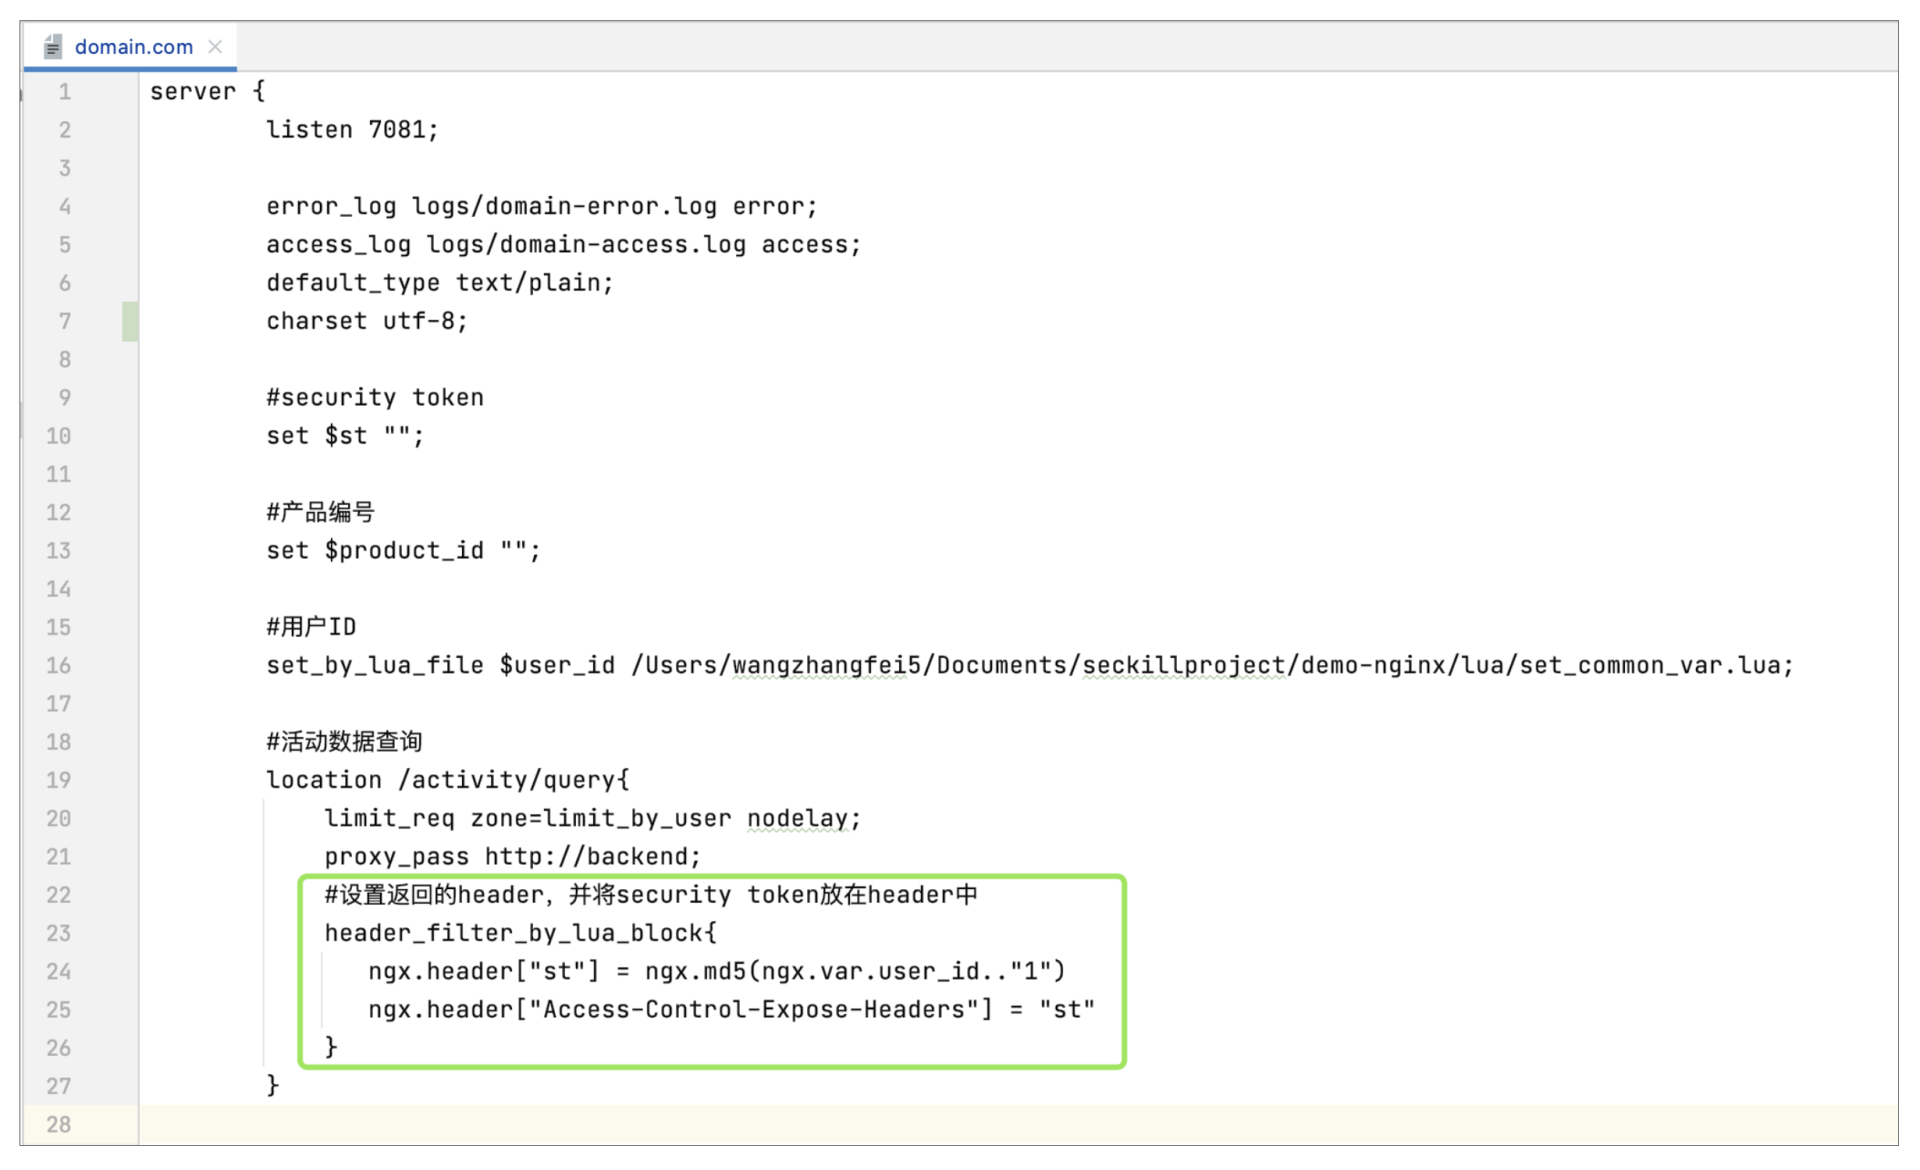 domain.com
1 server {
2 listen 7081;
3
4 error_log logs/domain-error.log error;
5 access_log logs/domain-access.log access;
6 default_type text/plain;
7 charset utf-8;
8
9 #security token
10 set $st "";
11
12 #产品编号
13 set $product_id "";
14
15 #用户ID
16 set_by_lua_file $user_id /Users/wangzhangfei5/Documents/seckillproject/demo-nginx/lua/set_common_var.lua;
17
18 #活动数据查询
19 location /activity/query{
20 limit_req zone=limit_by_user nodelay;
21 proxy_pass http://backend;
22 #设置返回的header，并将security token放在header中
23 header_filter_by_lua_block{
24 ngx.header["st"] = ngx.md5(ngx.var.user_id.."1")
25 ngx.header["Access-Control-Expose-Headers"] = "st"
26 }
27 }
28